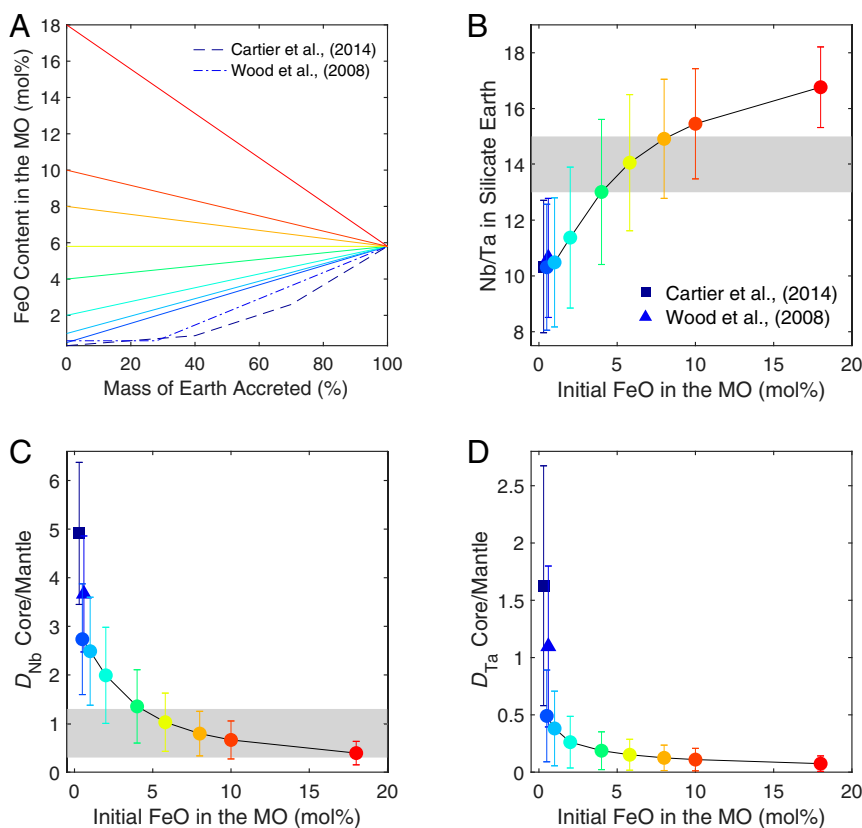 A
FeO Content in the MO (mol%)
18
16
14
12
10
8
6
4
2
0 20 40 60 80 100
Mass of Earth Accreted (%)
Cartier et al., (2014)
Wood et al., (2008)
B
Nb/Ta in Silicate Earth
18
16
14
12
10
8
0 5 10 15 20
Initial FeO in the MO (mol%)
Cartier et al., (2014)
Wood et al., (2008)
C
D_Nb Core/Mantle
6
5
4
3
2
1
0
0 5 10 15 20
Initial FeO in the MO (mol%)
D
D_Ta Core/Mantle
2.5
2
1.5
1
0.5
0
0 5 10 15 20
Initial FeO in the MO (mol%)